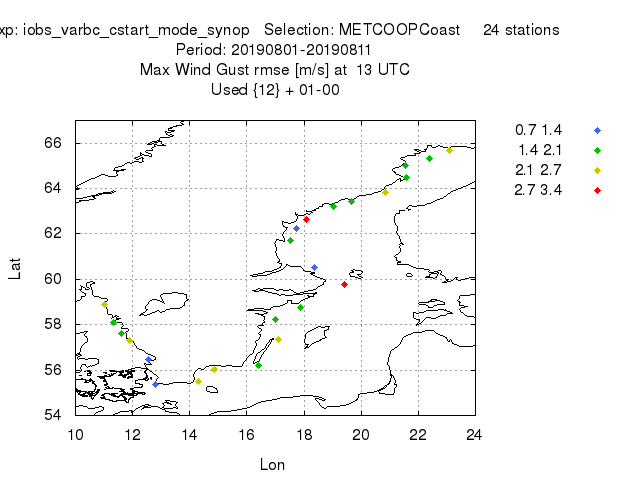 xp: iobs_varbc_cstart_mode_synop Selection: METCOOPCoast 24 stations
Period: 20190801-20190811
Max Wind Gust rmse [m/s] at 13 UTC
Used {12} + 01-00
0.7 1.4
1.4 2.1
2.1 2.7
2.7 3.4
Lat
66
64
62
60
58
56
54
10 12 14 16 18 20 22 24
Lon